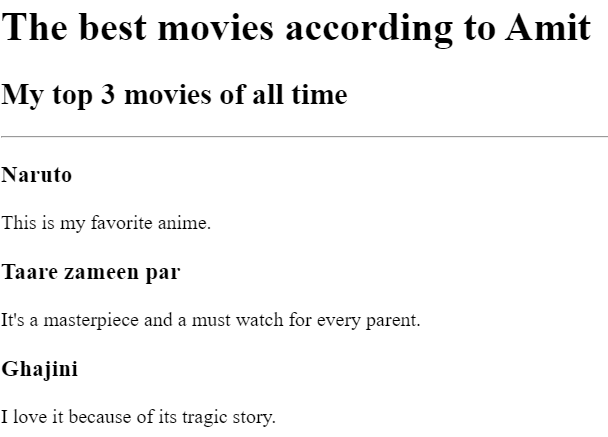 The best movies according to Amit
My top 3 movies of all time
Naruto
This is my favorite anime.
Taare zameen par
It's a masterpiece and a must watch for every parent.
Ghajini
I love it because of its tragic story.